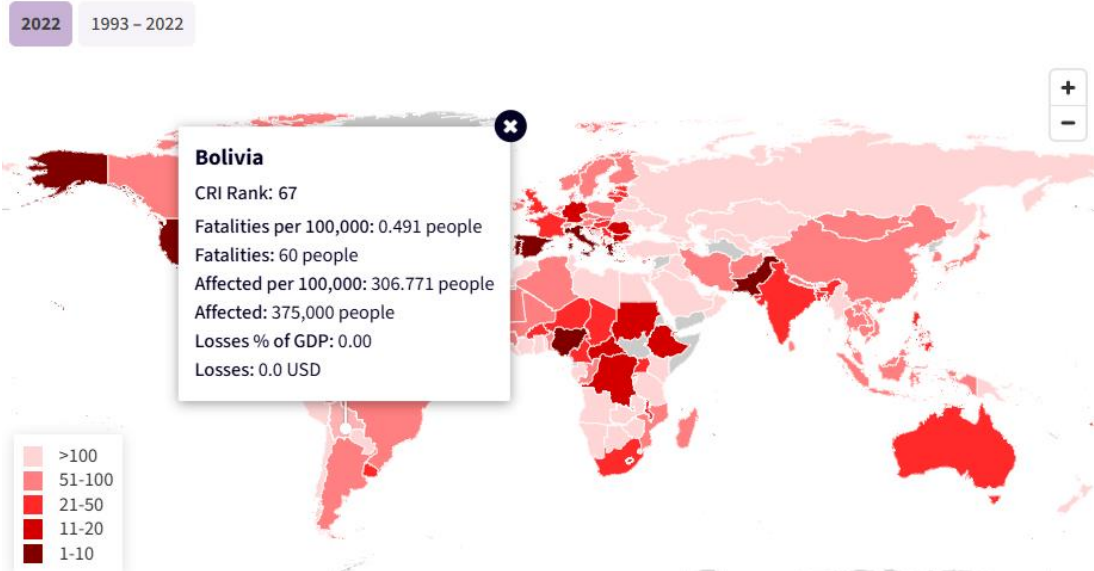 2022
1993 – 2022
+
−
Bolivia
CRI Rank: 67
Fatalities per 100,000: 0.491 people
Fatalities: 60 people
Affected per 100,000: 306.771 people
Affected: 375,000 people
Losses % of GDP: 0.00
Losses: 0.0 USD
>100
51-100
21-50
11-20
1-10